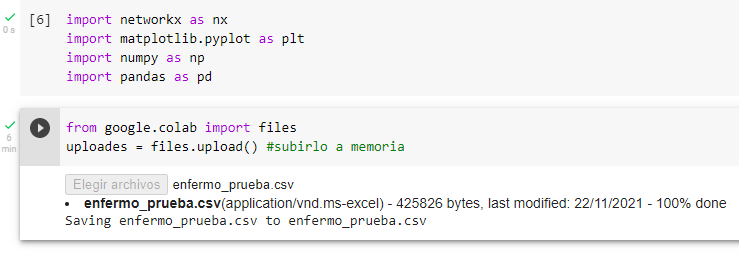 [6] import networkx as nx
import matplotlib.pyplot as plt
import numpy as np
import pandas as pd
0 s
from google.colab import files
uploades = files.upload() #subirlo a memoria
6
min
Elegir archivos enfermo_prueba.csv
• enfermo_prueba.csv(application/vnd.ms-excel) - 425826 bytes, last modified: 22/11/2021 - 100% done
Saving enfermo_prueba.csv to enfermo_prueba.csv